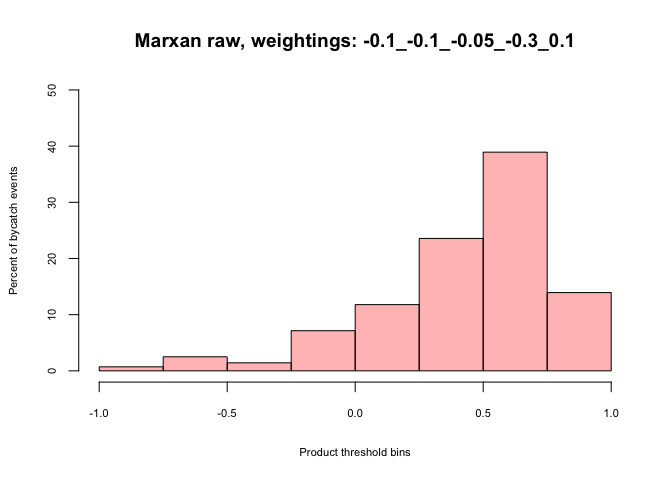 Marxan raw, weightings: -0.1_-0.1_-0.05_-0.3_0.1
50
40
30
20
10
0
Percent of bycatch events
-1.0 -0.5 0.0 0.5 1.0
Product threshold bins